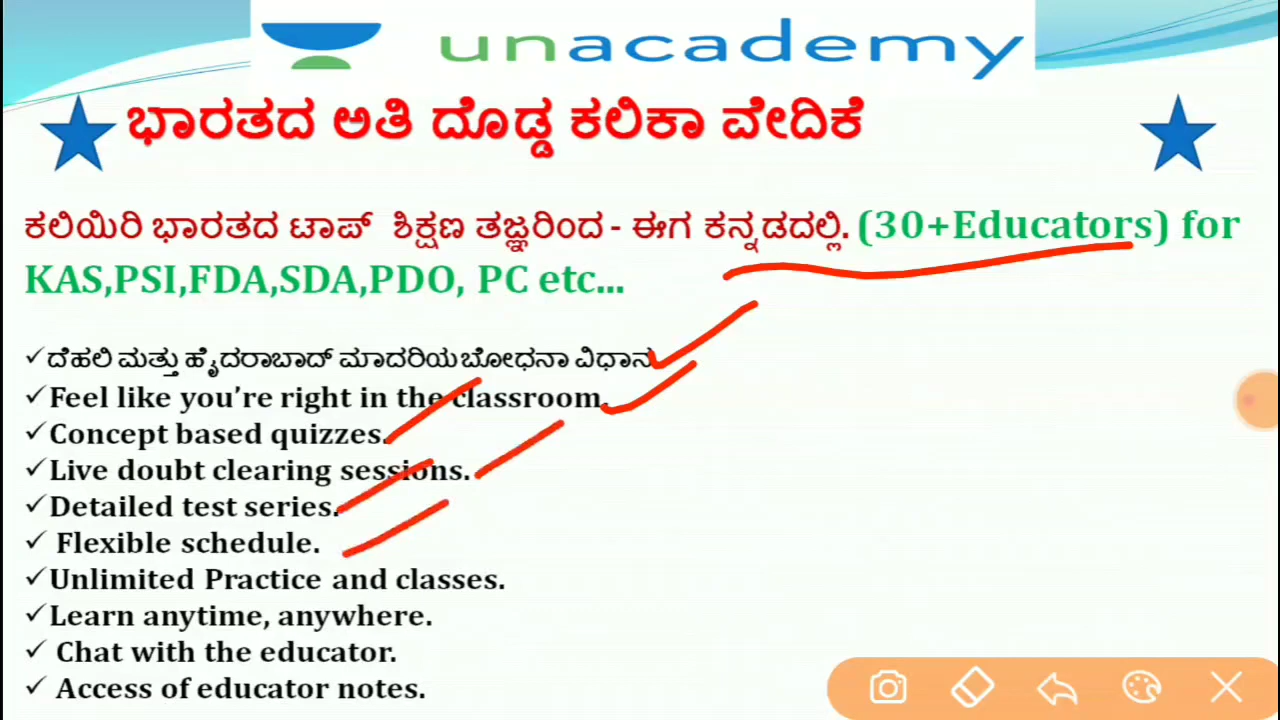 unacademy
ಭಾರತದ ಅತಿ ದೊಡ್ಡ ಕಲಿಕಾ ವೇದಿಕೆ
ಕಲಿಯಿರಿ ಭಾರತದ ಟಾಪ್ ಶಿಕ್ಷಣ ತಜ್ಞರಿಂದ - ಈಗ ಕನ್ನಡದಲ್ಲಿ. (30+Educators) for
KAS,PSI,FDA,SDA,PDO, PC etc...
✓ದೆಹಲಿ ಮತ್ತು ಹೈದರಾಬಾದ್ ಮಾದರಿಯ ಬೋಧನಾ ವಿಧಾನ
✓Feel like you’re right in the classroom.
✓Concept based quizzes.
✓Live doubt clearing sessions.
✓Detailed test series.
✓ Flexible schedule.
✓Unlimited Practice and classes.
✓Learn anytime, anywhere.
✓ Chat with the educator.
✓ Access of educator notes.